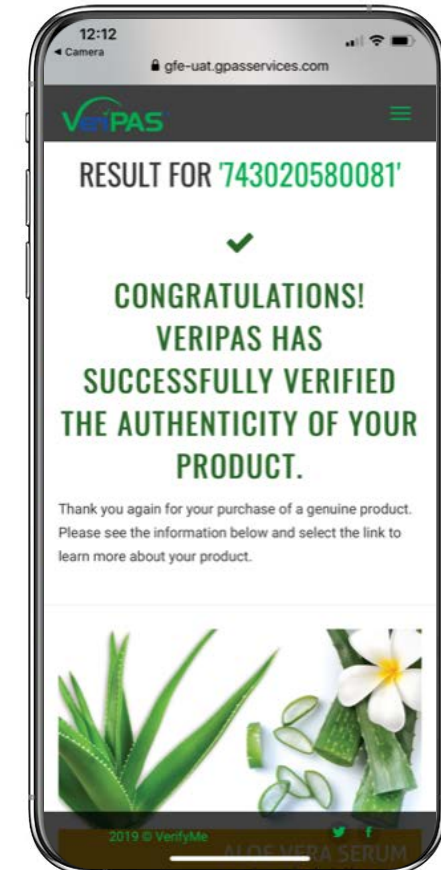 12:12
◀ Camera
gfe-uat.gpasservices.com
VeriPAS
RESULT FOR '743020580081'
CONGRATULATIONS!
VERIPAS HAS
SUCCESSFULLY VERIFIED
THE AUTHENTICITY OF YOUR
PRODUCT.
Thank you again for your purchase of a genuine product.
Please see the information below and select the link to
learn more about your product.
2019 © VerifyMe
ALOE VERA SERUM